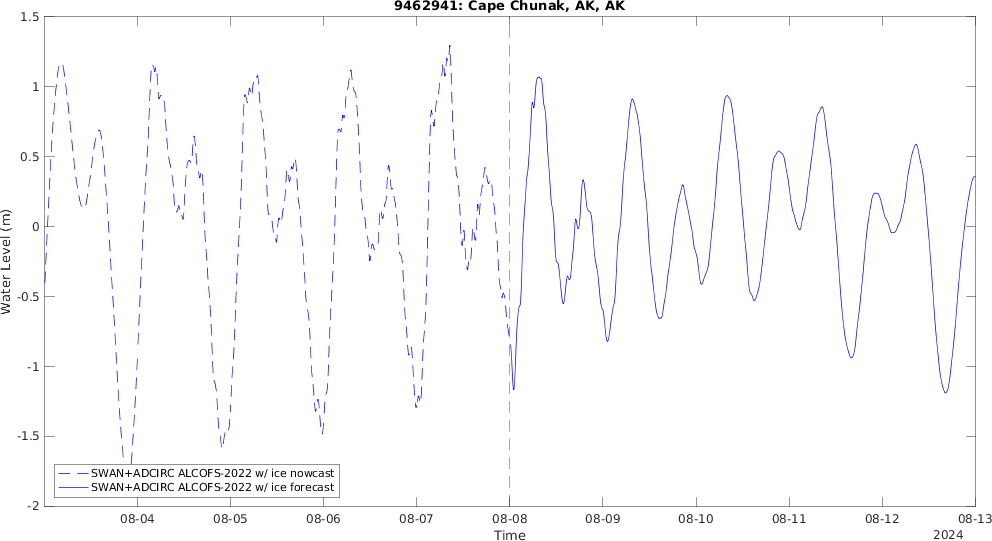 9462941: Cape Chunak, AK, AK
Water Level (m)
1.5
1
0.5
0
-0.5
-1
-1.5
-2
SWAN+ADCIRC ALCOFS-2022 w/ ice nowcast
SWAN+ADCIRC ALCOFS-2022 w/ ice forecast
08-04 08-05 08-06 08-07 08-08 08-09 08-10 08-11 08-12 08-13
Time
2024